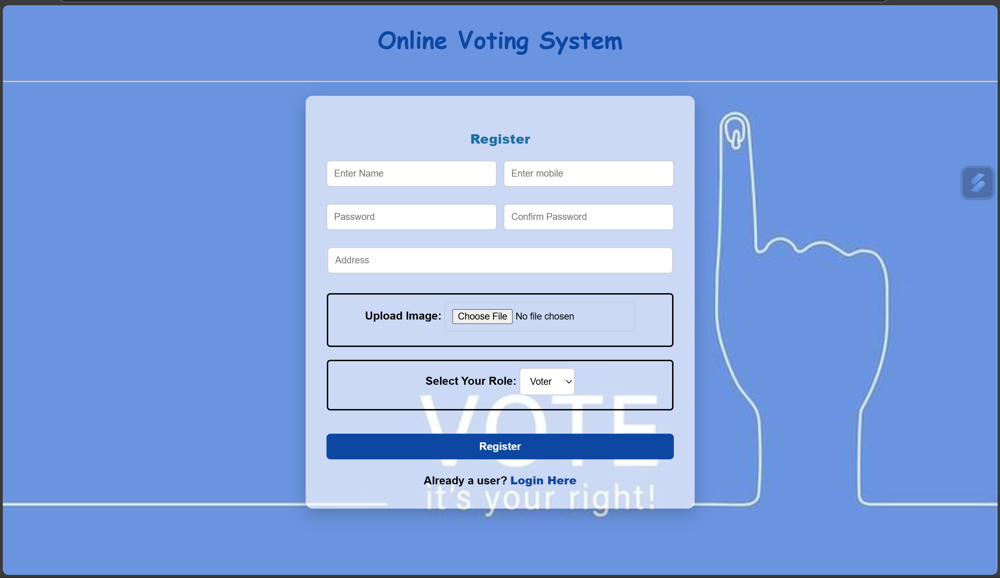 Online Voting System
Register
Enter Name
Enter mobile
Password
Confirm Password
Address
Upload Image: Choose File No file chosen
Select Your Role: Voter
VOTE
Register
Already a user? Login Here
it's your right!